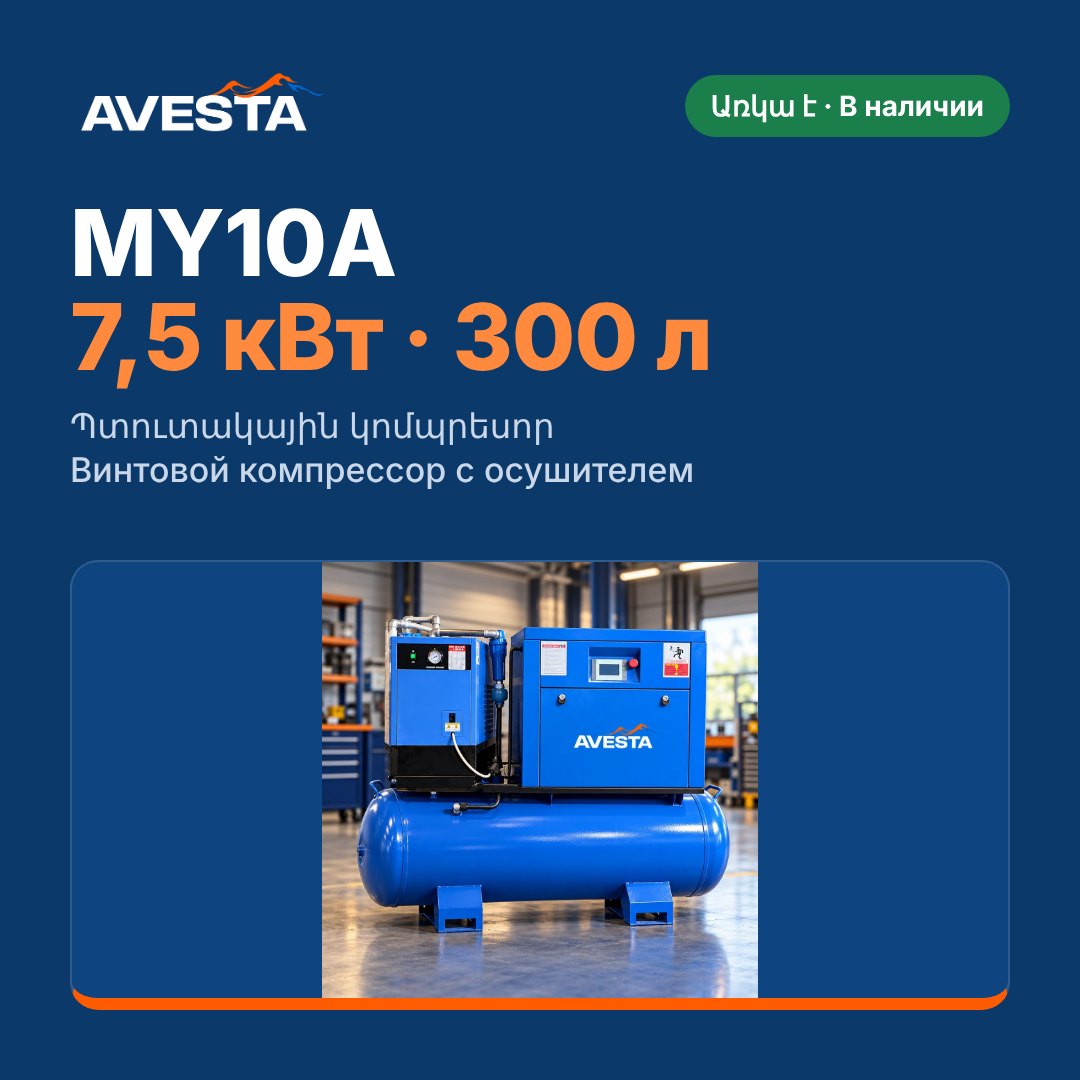 AVESTA
Առկա է · В наличии
MY10A
7,5 кВт · 300 л
Պտուտակային կոմպրեսոր
Винтовой компрессор с осушителем
AVESTA